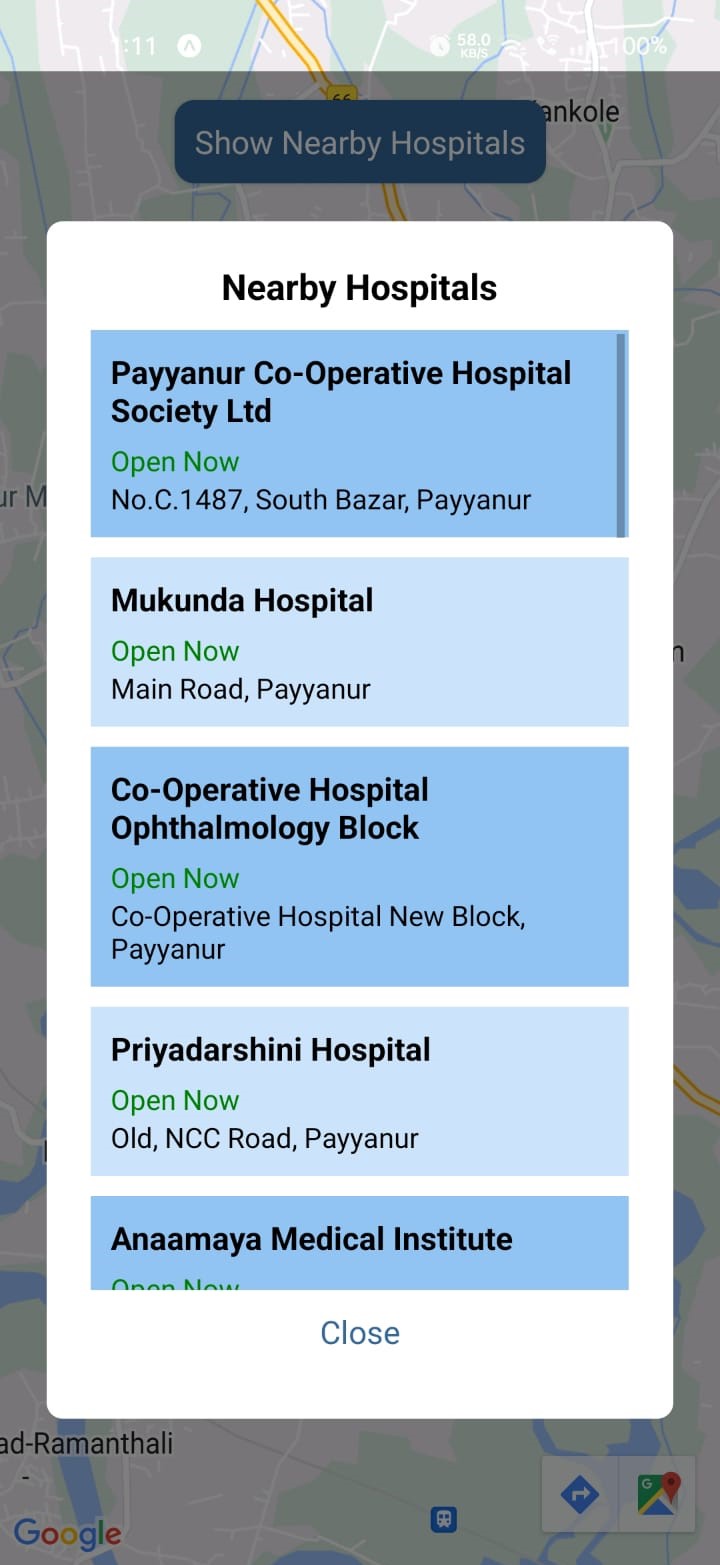 :11
58.0
KB/S
100%
66
ankole
Show Nearby Hospitals
Nearby Hospitals
Payyanur Co-Operative Hospital
Society Ltd
Open Now
No.C.1487, South Bazar, Payyanur
ur M
Mukunda Hospital
Open Now
n
Main Road, Payyanur
Co-Operative Hospital
Ophthalmology Block
Open Now
Co-Operative Hospital New Block,
Payyanur
Priyadarshini Hospital
Open Now
Old, NCC Road, Payyanur
Anaamaya Medical Institute
Open Now
Close
ad-Ramanthali
G
Google